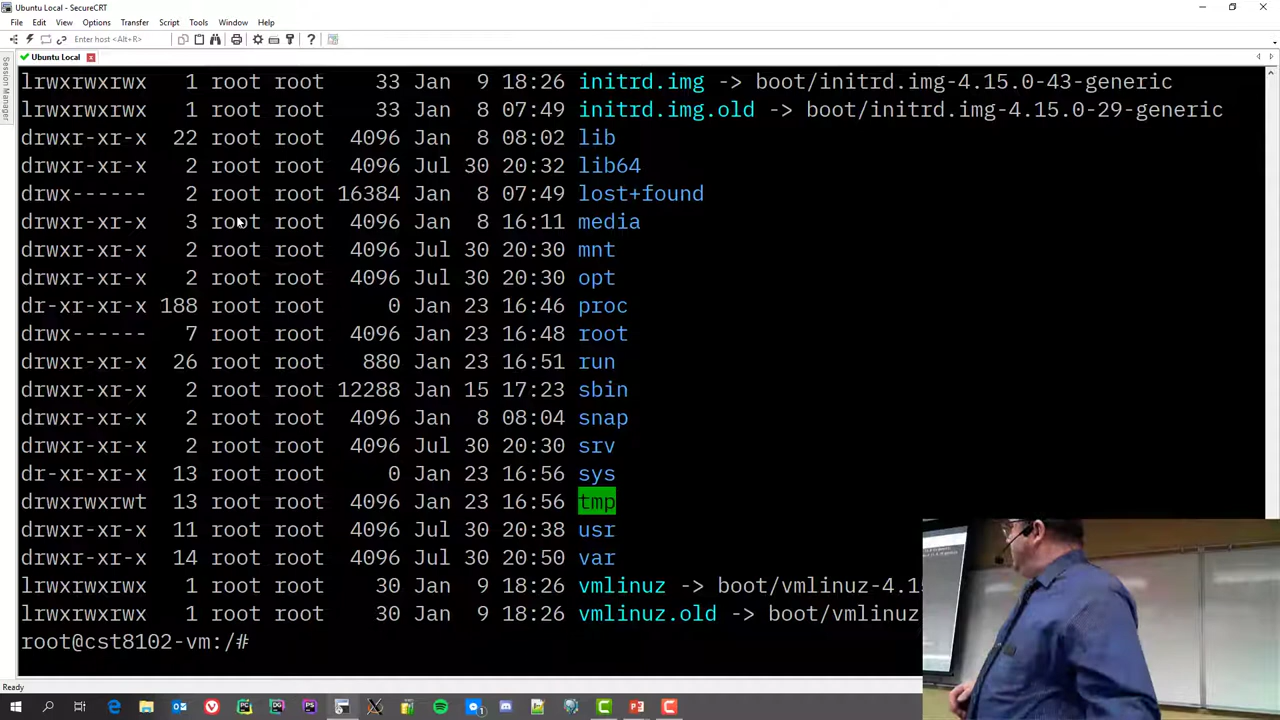 Ubuntu Local - SecureCRT
File Edit View Options Transfer Script Tools Window Help
Enter host <Alt+R>
Ubuntu Local
Session Manager
lrwxrwxrwx 1 root root 33 Jan 9 18:26 initrd.img -> boot/initrd.img-4.15.0-43-generic
lrwxrwxrwx 1 root root 33 Jan 8 07:49 initrd.img.old -> boot/initrd.img-4.15.0-29-generic
drwxr-xr-x 22 root root 4096 Jan 8 08:02 lib
drwxr-xr-x 2 root root 4096 Jul 30 20:32 lib64
drwx------ 2 root root 16384 Jan 8 07:49 lost+found
drwxr-xr-x 3 root root 4096 Jan 8 16:11 media
drwxr-xr-x 2 root root 4096 Jul 30 20:30 mnt
drwxr-xr-x 2 root root 4096 Jul 30 20:30 opt
dr-xr-xr-x 188 root root 0 Jan 23 16:46 proc
drwx------ 7 root root 4096 Jan 23 16:48 root
drwxr-xr-x 26 root root 880 Jan 23 16:51 run
drwxr-xr-x 2 root root 12288 Jan 15 17:23 sbin
drwxr-xr-x 2 root root 4096 Jan 8 08:04 snap
drwxr-xr-x 2 root root 4096 Jul 30 20:30 srv
dr-xr-xr-x 13 root root 0 Jan 23 16:56 sys
drwxrwxrwt 13 root root 4096 Jan 23 16:56 tmp
drwxr-xr-x 11 root root 4096 Jul 30 20:38 usr
drwxr-xr-x 14 root root 4096 Jul 30 20:50 var
lrwxrwxrwx 1 root root 30 Jan 9 18:26 vmlinuz -> boot/vmlinuz-4.1
lrwxrwxrwx 1 root root 30 Jan 9 18:26 vmlinuz.old -> boot/vmlinuz
root@cst8102-vm:/#
Ready